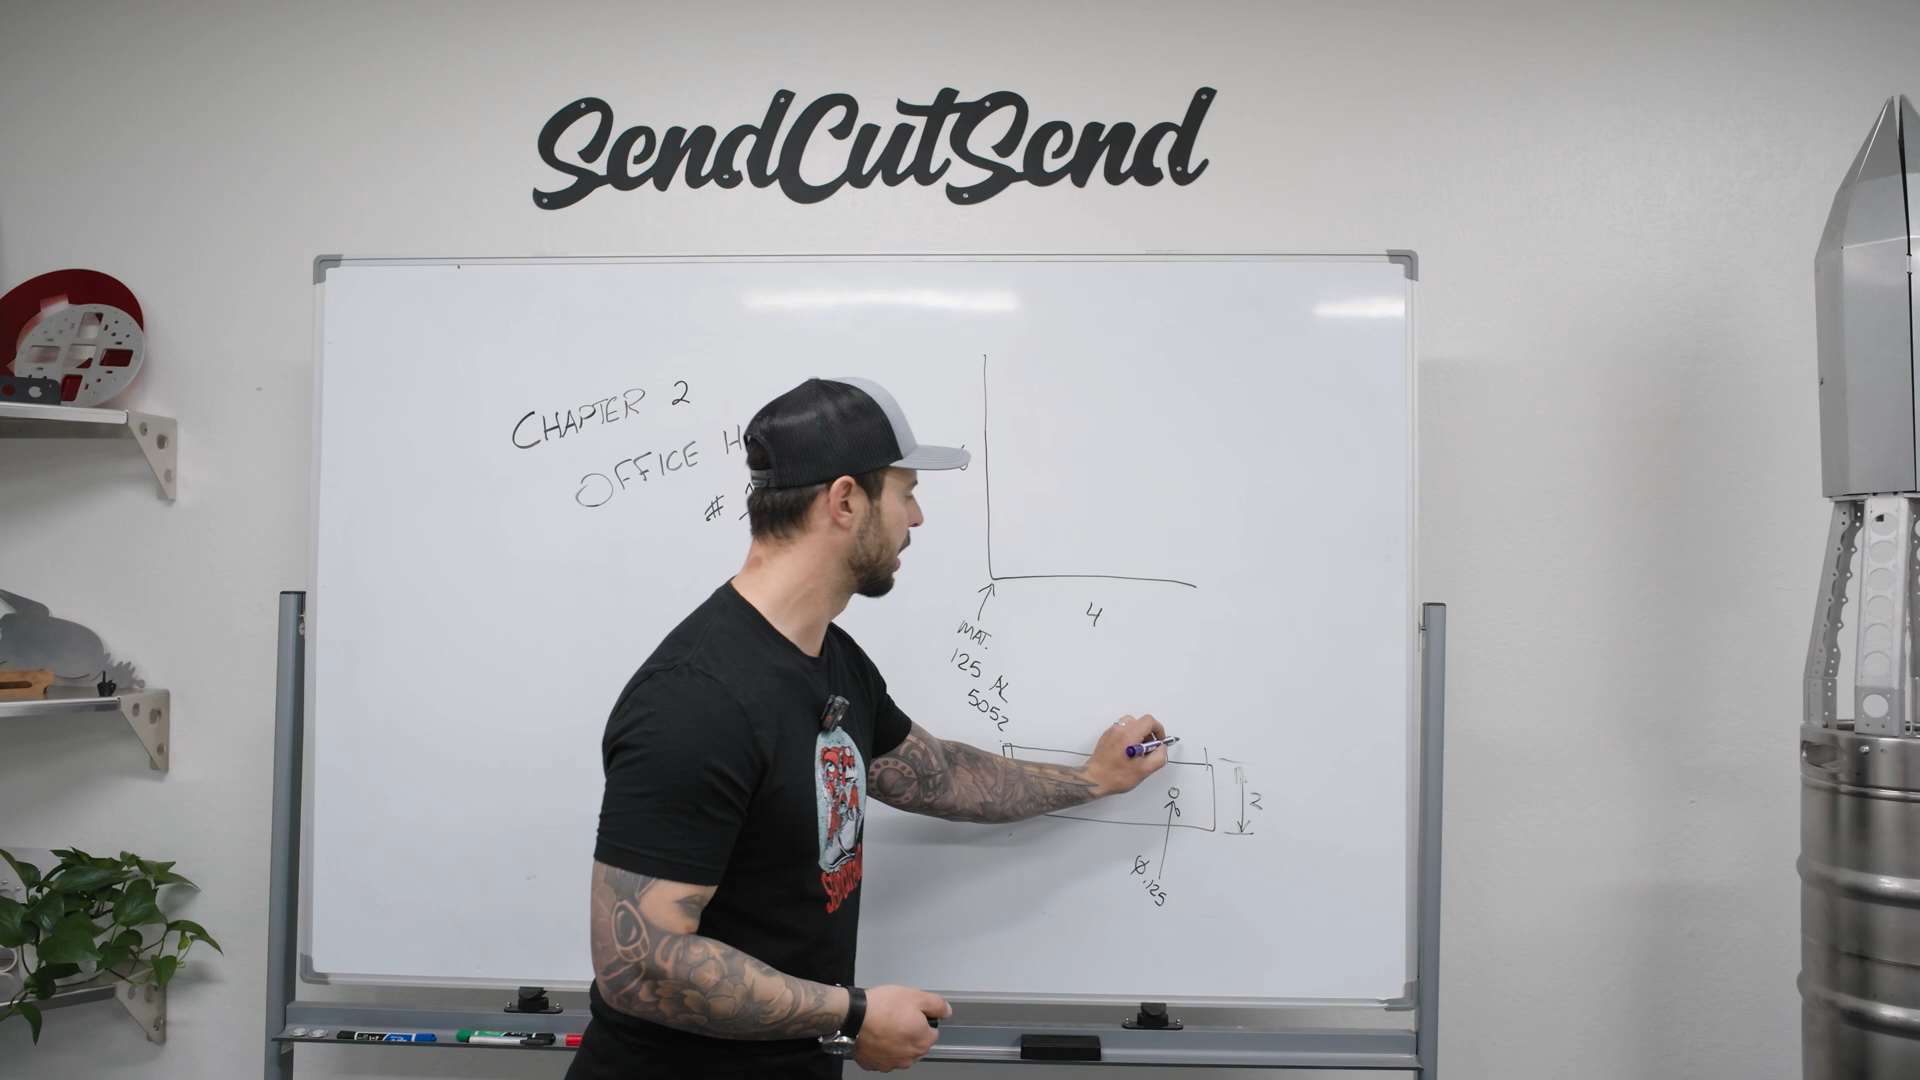 SendCutSend
CHAPTER 2
OFFICE
#
4
MAT.
125 AL
5052
2
Ø.125